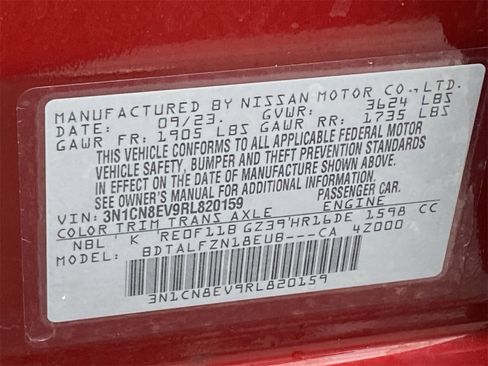 MANUFACTURED BY NISSAN MOTOR CO.,LTD.
DATE: 09/23. GVWR: 3624 LBS
GAWR FR: 1905 LBS GAWR RR: 1735 LBS
THIS VEHICLE CONFORMS TO ALL APPLICABLE FEDERAL MOTOR
VEHICLE SAFETY, BUMPER AND THEFT PREVENTION STANDARDS
IN EFFECT ON THE DATE OF MANUFACTURE SHOWN ABOVE.
SEE OWNER'S MANUAL FOR ADDITIONAL INFORMATION
VIN: 3N1CN8EV9RL820159 PASSENGER CAR.
COLOR TRIM TRANS AXLE ENGINE
NBL K RE0F11B GZ39 HR16DE 1598 CC
MODEL: BDTALFZN18EU8---CA 4Z000
3N1CN8EV9RL820159